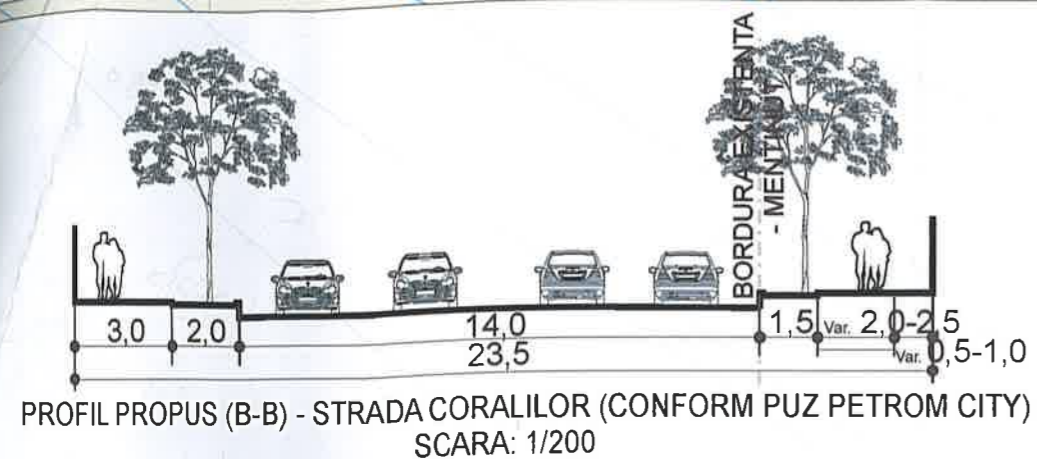 BORDURA EXISTENTA
- MENTINUT
3,0 2,0 14,0 1,5 Var. 2,0-2,5
23,5 Var. 0,5-1,0
PROFIL PROPUS (B-B) - STRADA CORALILOR (CONFORM PUZ PETROM CITY)
SCARA: 1/200